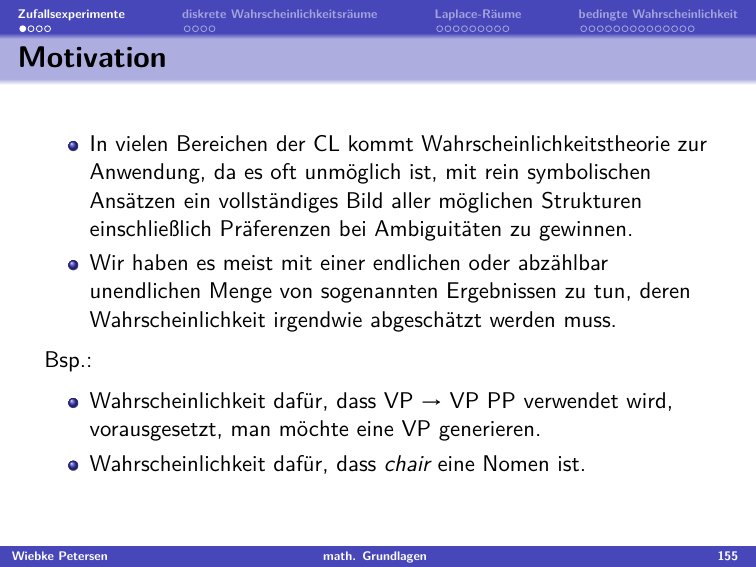 Zufallsexperimente diskrete Wahrscheinlichkeitsräume Laplace-Räume bedingte Wahrscheinlichkeit
Motivation
In vielen Bereichen der CL kommt Wahrscheinlichkeitstheorie zur
Anwendung, da es oft unmöglich ist, mit rein symbolischen
Ansätzen ein vollständiges Bild aller möglichen Strukturen
einschließlich Präferenzen bei Ambiguitäten zu gewinnen.
Wir haben es meist mit einer endlichen oder abzählbar
unendlichen Menge von sogenannten Ergebnissen zu tun, deren
Wahrscheinlichkeit irgendwie abgeschätzt werden muss.
Bsp.:
Wahrscheinlichkeit dafür, dass VP → VP PP verwendet wird,
vorausgesetzt, man möchte eine VP generieren.
Wahrscheinlichkeit dafür, dass chair eine Nomen ist.
Wiebke Petersen math. Grundlagen 155